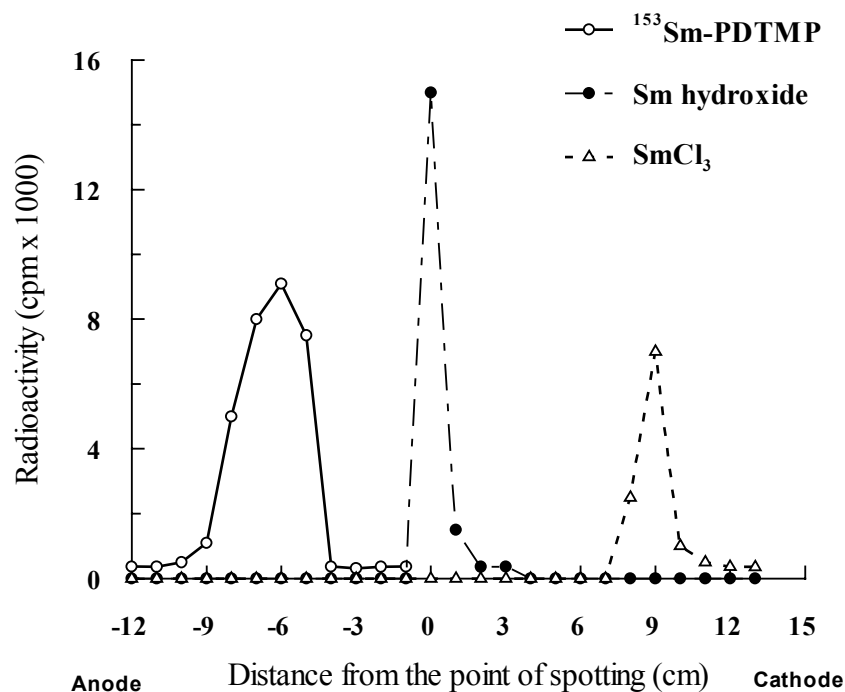 ¹⁵³Sm-PDTMP
Sm hydroxide
SmCl₃
16
12
8
4
0
Radioactivity (cpm x 1000)
-12 -9 -6 -3 0 3 6 9 12 15
Anode Distance from the point of spotting (cm) Cathode